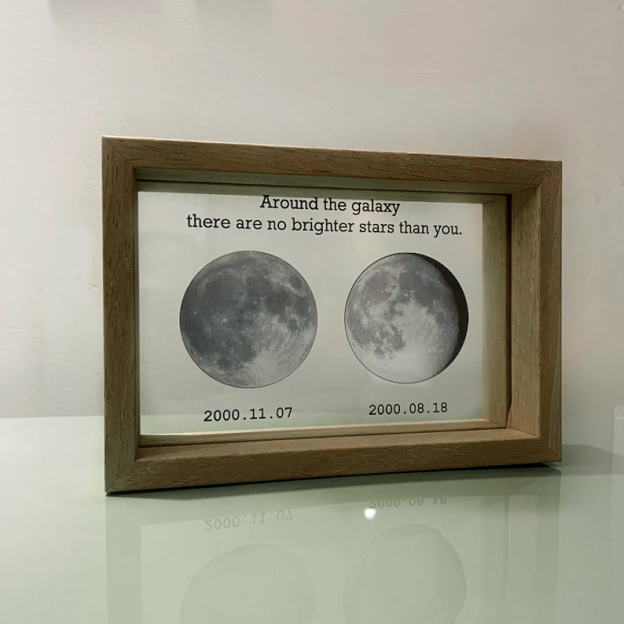 Around the galaxy
there are no brighter stars than you.
2000.11.07
2000.08.18